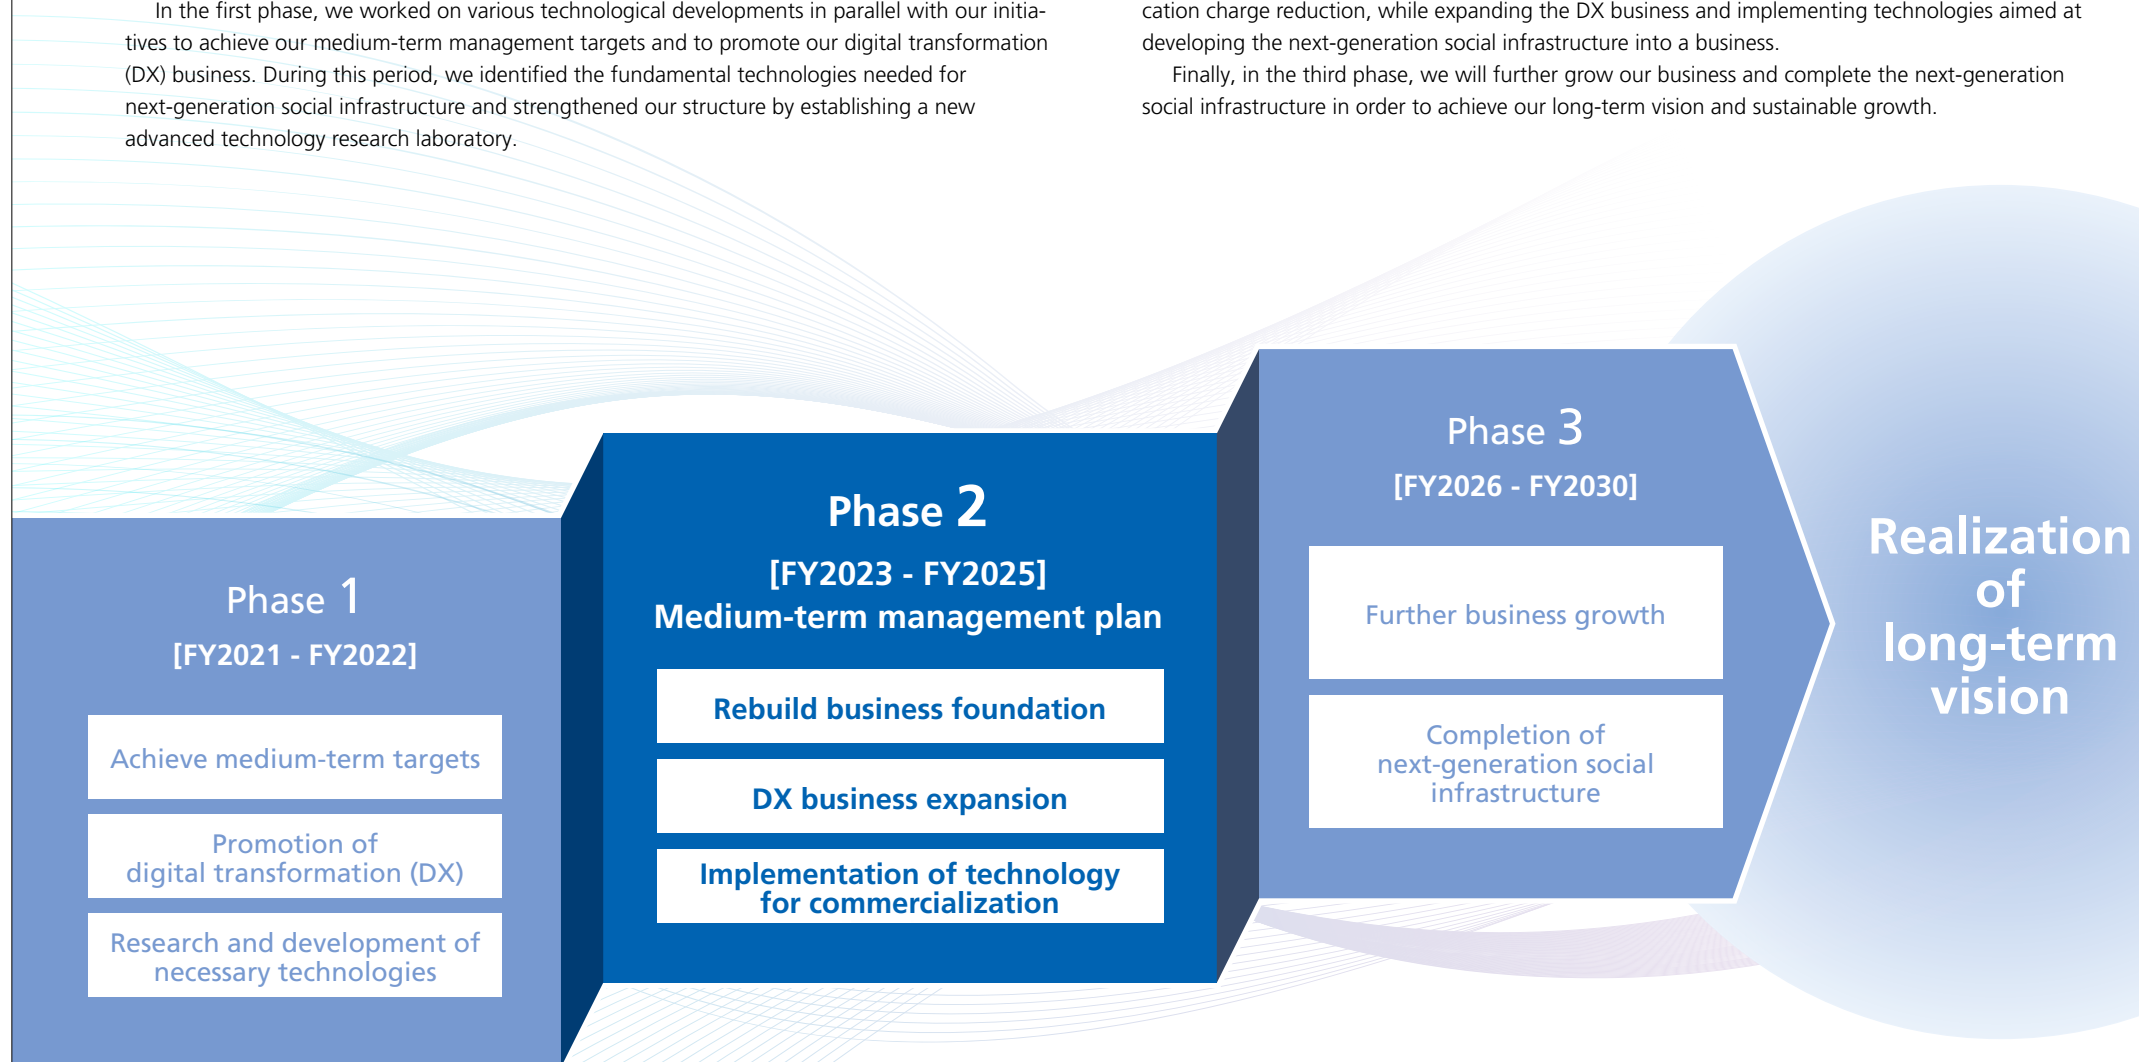 In the first phase, we worked on various technological developments in parallel with our initia-
tives to achieve our medium-term management targets and to promote our digital transformation
(DX) business. During this period, we identified the fundamental technologies needed for
next-generation social infrastructure and strengthened our structure by establishing a new
advanced technology research laboratory.
cation charge reduction, while expanding the DX business and implementing technologies aimed at
developing the next-generation social infrastructure into a business.
Finally, in the third phase, we will further grow our business and complete the next-generation
social infrastructure in order to achieve our long-term vision and sustainable growth.
Phase 1
[FY2021 - FY2022]
Achieve medium-term targets
Promotion of
digital transformation (DX)
Research and development of
necessary technologies
Phase 2
[FY2023 - FY2025]
Medium-term management plan
Rebuild business foundation
DX business expansion
Implementation of technology
for commercialization
Phase 3
[FY2026 - FY2030]
Further business growth
Completion of
next-generation social
infrastructure
Realization
of
long-term
vision